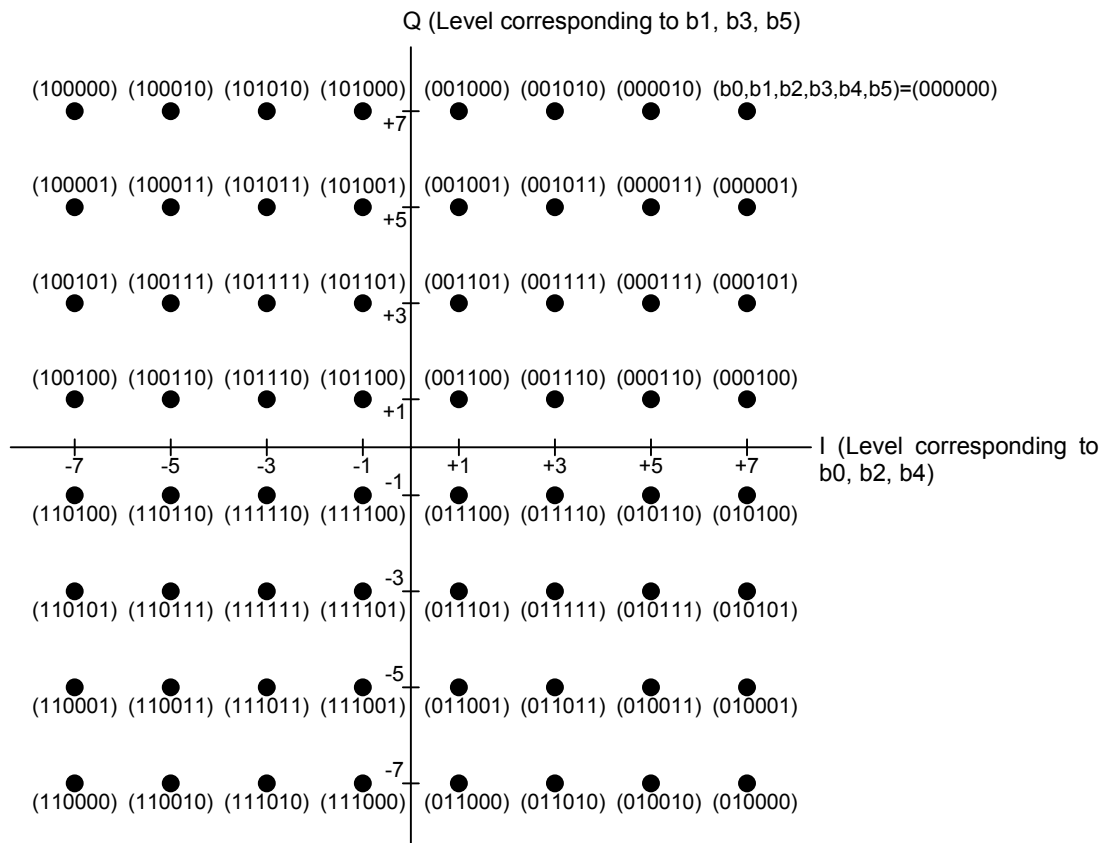 Q (Level corresponding to b1, b3, b5)
(100000) (100010) (101010) (101000) (001000) (001010) (000010) (b0,b1,b2,b3,b4,b5)=(000000)
+7
(100001) (100011) (101011) (101001) (001001) (001011) (000011) (000001)
+5
(100101) (100111) (101111) (101101) (001101) (001111) (000111) (000101)
+3
(100100) (100110) (101110) (101100) (001100) (001110) (000110) (000100)
+1
I (Level corresponding to
b0, b2, b4)
-7 -5 -3 -1 +1 +3 +5 +7
-1
(110100) (110110) (111110) (111100) (011100) (011110) (010110) (010100)
-3
(110101) (110111) (111111) (111101) (011101) (011111) (010111) (010101)
-5
(110001) (110011) (111011) (111001) (011001) (011011) (010011) (010001)
-7
(110000) (110010) (111010) (111000) (011000) (011010) (010010) (010000)